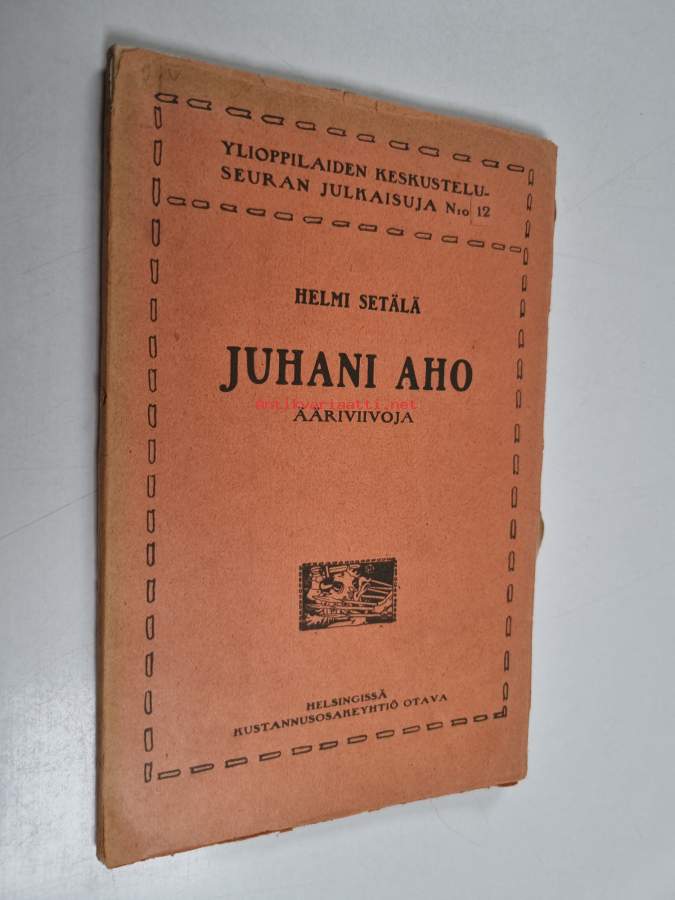 YLIOPPILAIDEN KESKUSTELU-
SEURAN JULKAISUJA N:o 12
HELMI SETÄLÄ
JUHANI AHO
antikvariaatti.net
ÄÄRIVIIVOJA
HELSINGISSÄ
KUSTANNUSOSAKEYHTIÖ OTAVA